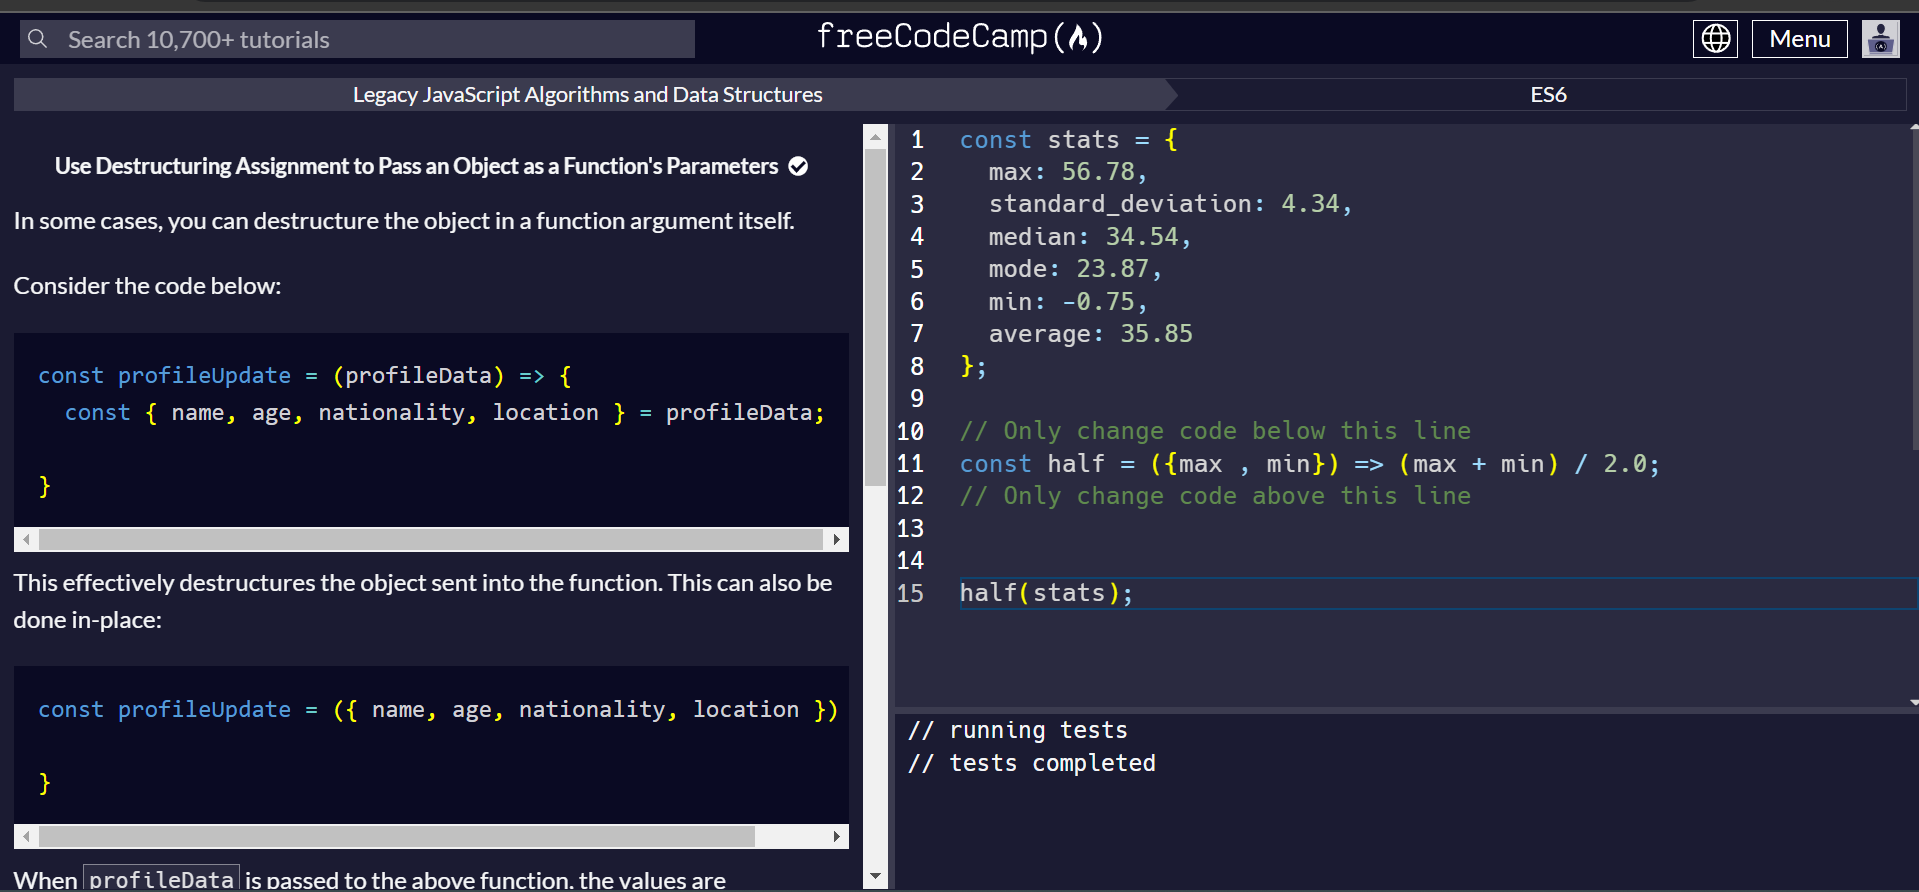 Search 10,700+ tutorials
freeCodeCamp(🔥)
Menu
Legacy JavaScript Algorithms and Data Structures
ES6
Use Destructuring Assignment to Pass an Object as a Function's Parameters
In some cases, you can destructure the object in a function argument itself.
Consider the code below:
const profileUpdate = (profileData) => {
  const { name, age, nationality, location } = profileData;
}
This effectively destructures the object sent into the function. This can also be
done in-place:
const profileUpdate = ({ name, age, nationality, location })
}
When profileData is passed to the above function, the values are
1 const stats = {
2   max: 56.78,
3   standard_deviation: 4.34,
4   median: 34.54,
5   mode: 23.87,
6   min: -0.75,
7   average: 35.85
8 };
9
10 // Only change code below this line
11 const half = ({max , min}) => (max + min) / 2.0;
12 // Only change code above this line
13
14
15 half(stats);
// running tests
// tests completed